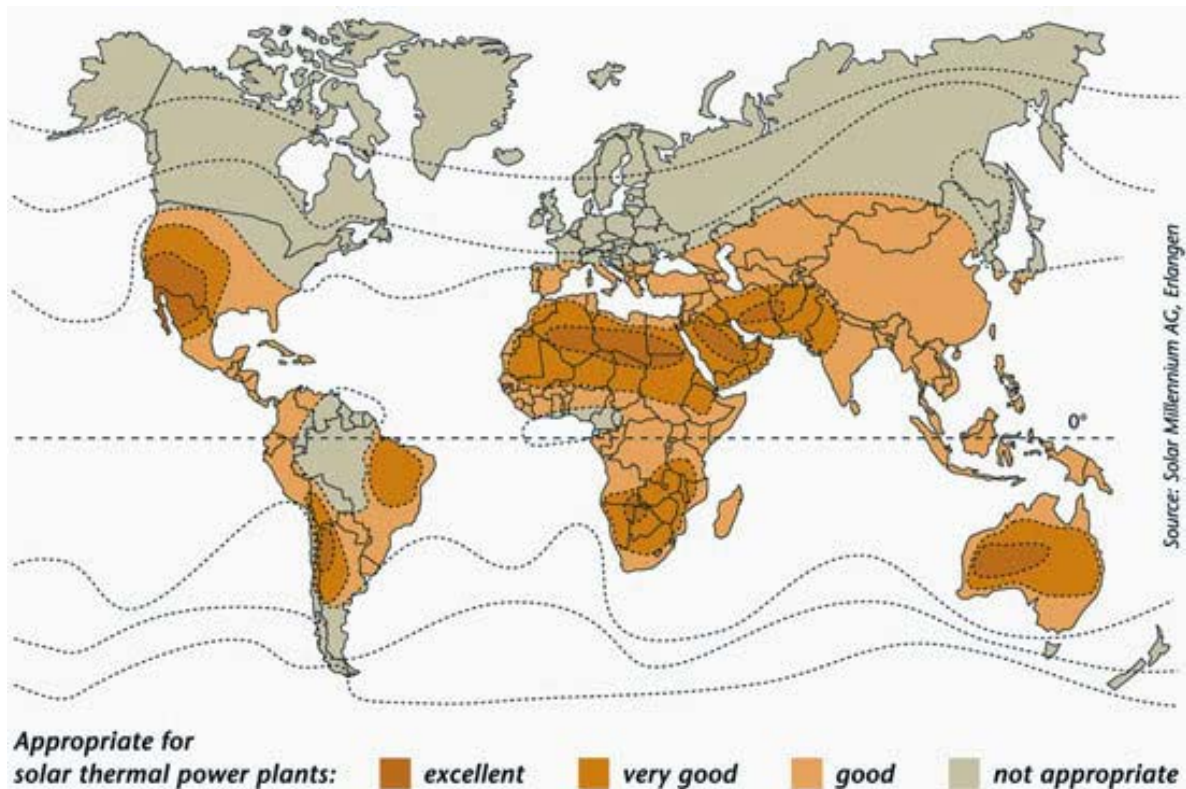 0°
Source: Solar Millennium AG, Erlangen
Appropriate for
solar thermal power plants: excellent very good good not appropriate